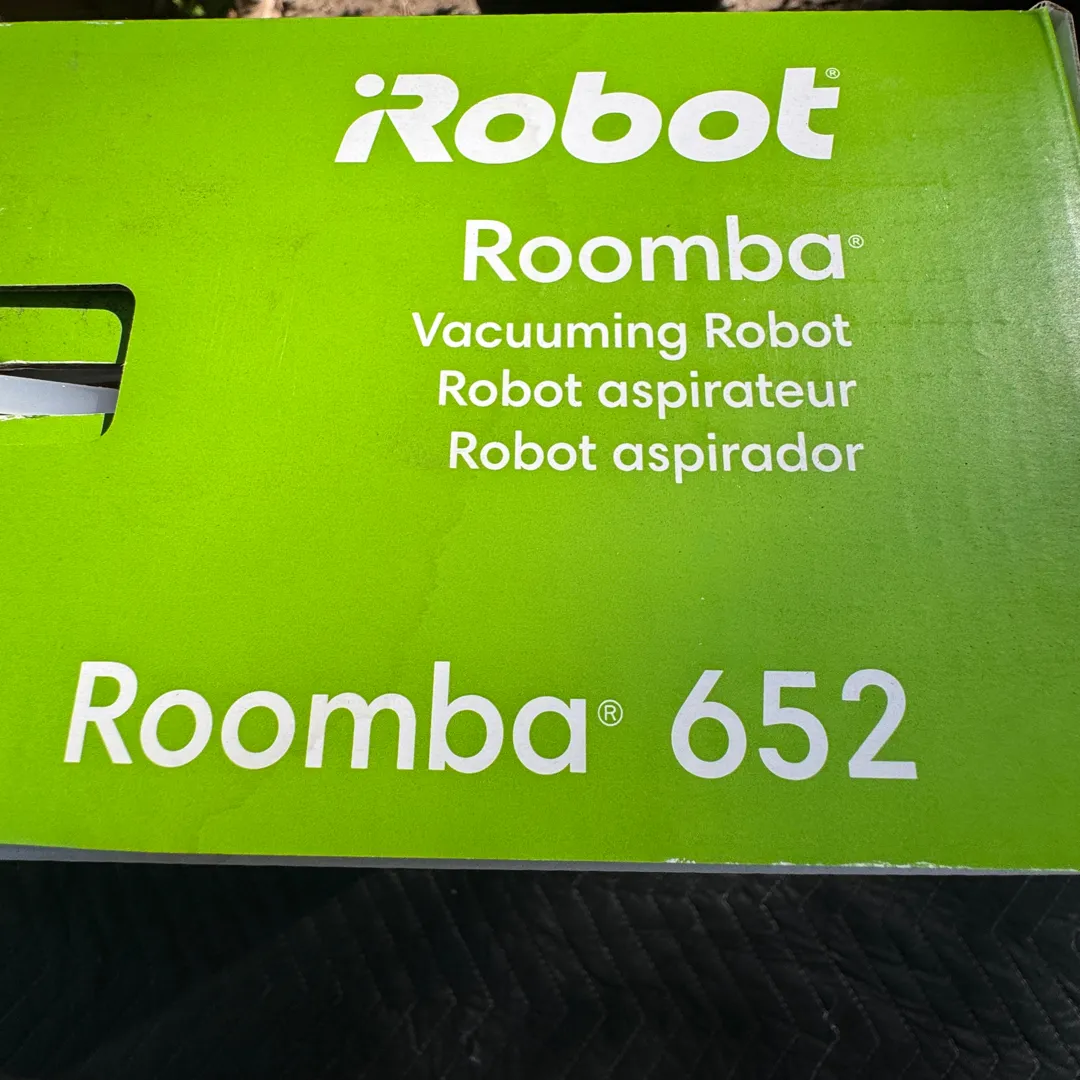 iRobot®
Roomba®
Vacuuming Robot
Robot aspirateur
Robot aspirador
Roomba® 652